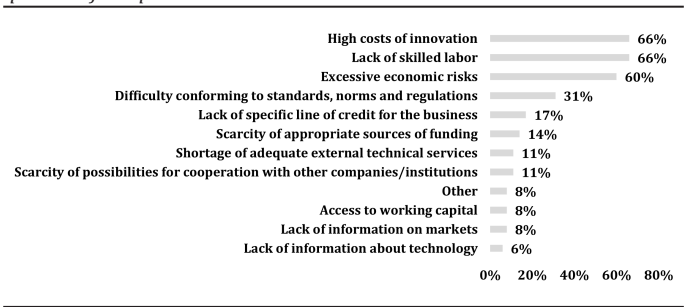 High costs of innovation 66%
Lack of skilled labor 66%
Excessive economic risks 60%
Difficulty conforming to standards, norms and regulations 31%
Lack of specific line of credit for the business 17%
Scarcity of appropriate sources of funding 14%
Shortage of adequate external technical services 11%
Scarcity of possibilities for cooperation with other companies/institutions 11%
Other 8%
Access to working capital 8%
Lack of information on markets 8%
Lack of information about technology 6%
0% 20% 40% 60% 80%